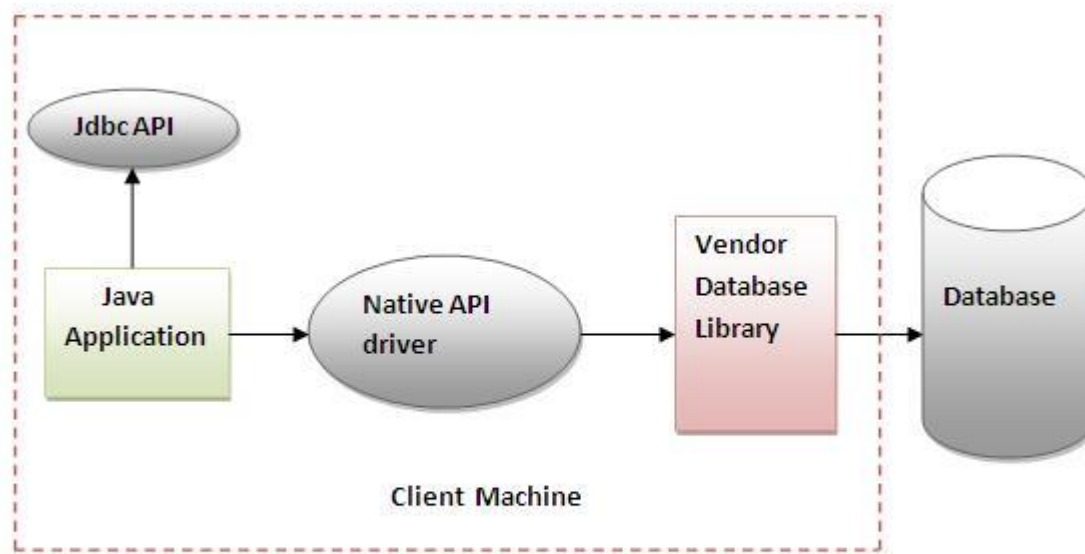 Jdbc API
Java
Application
Native API
driver
Vendor
Database
Library
Database
Client Machine